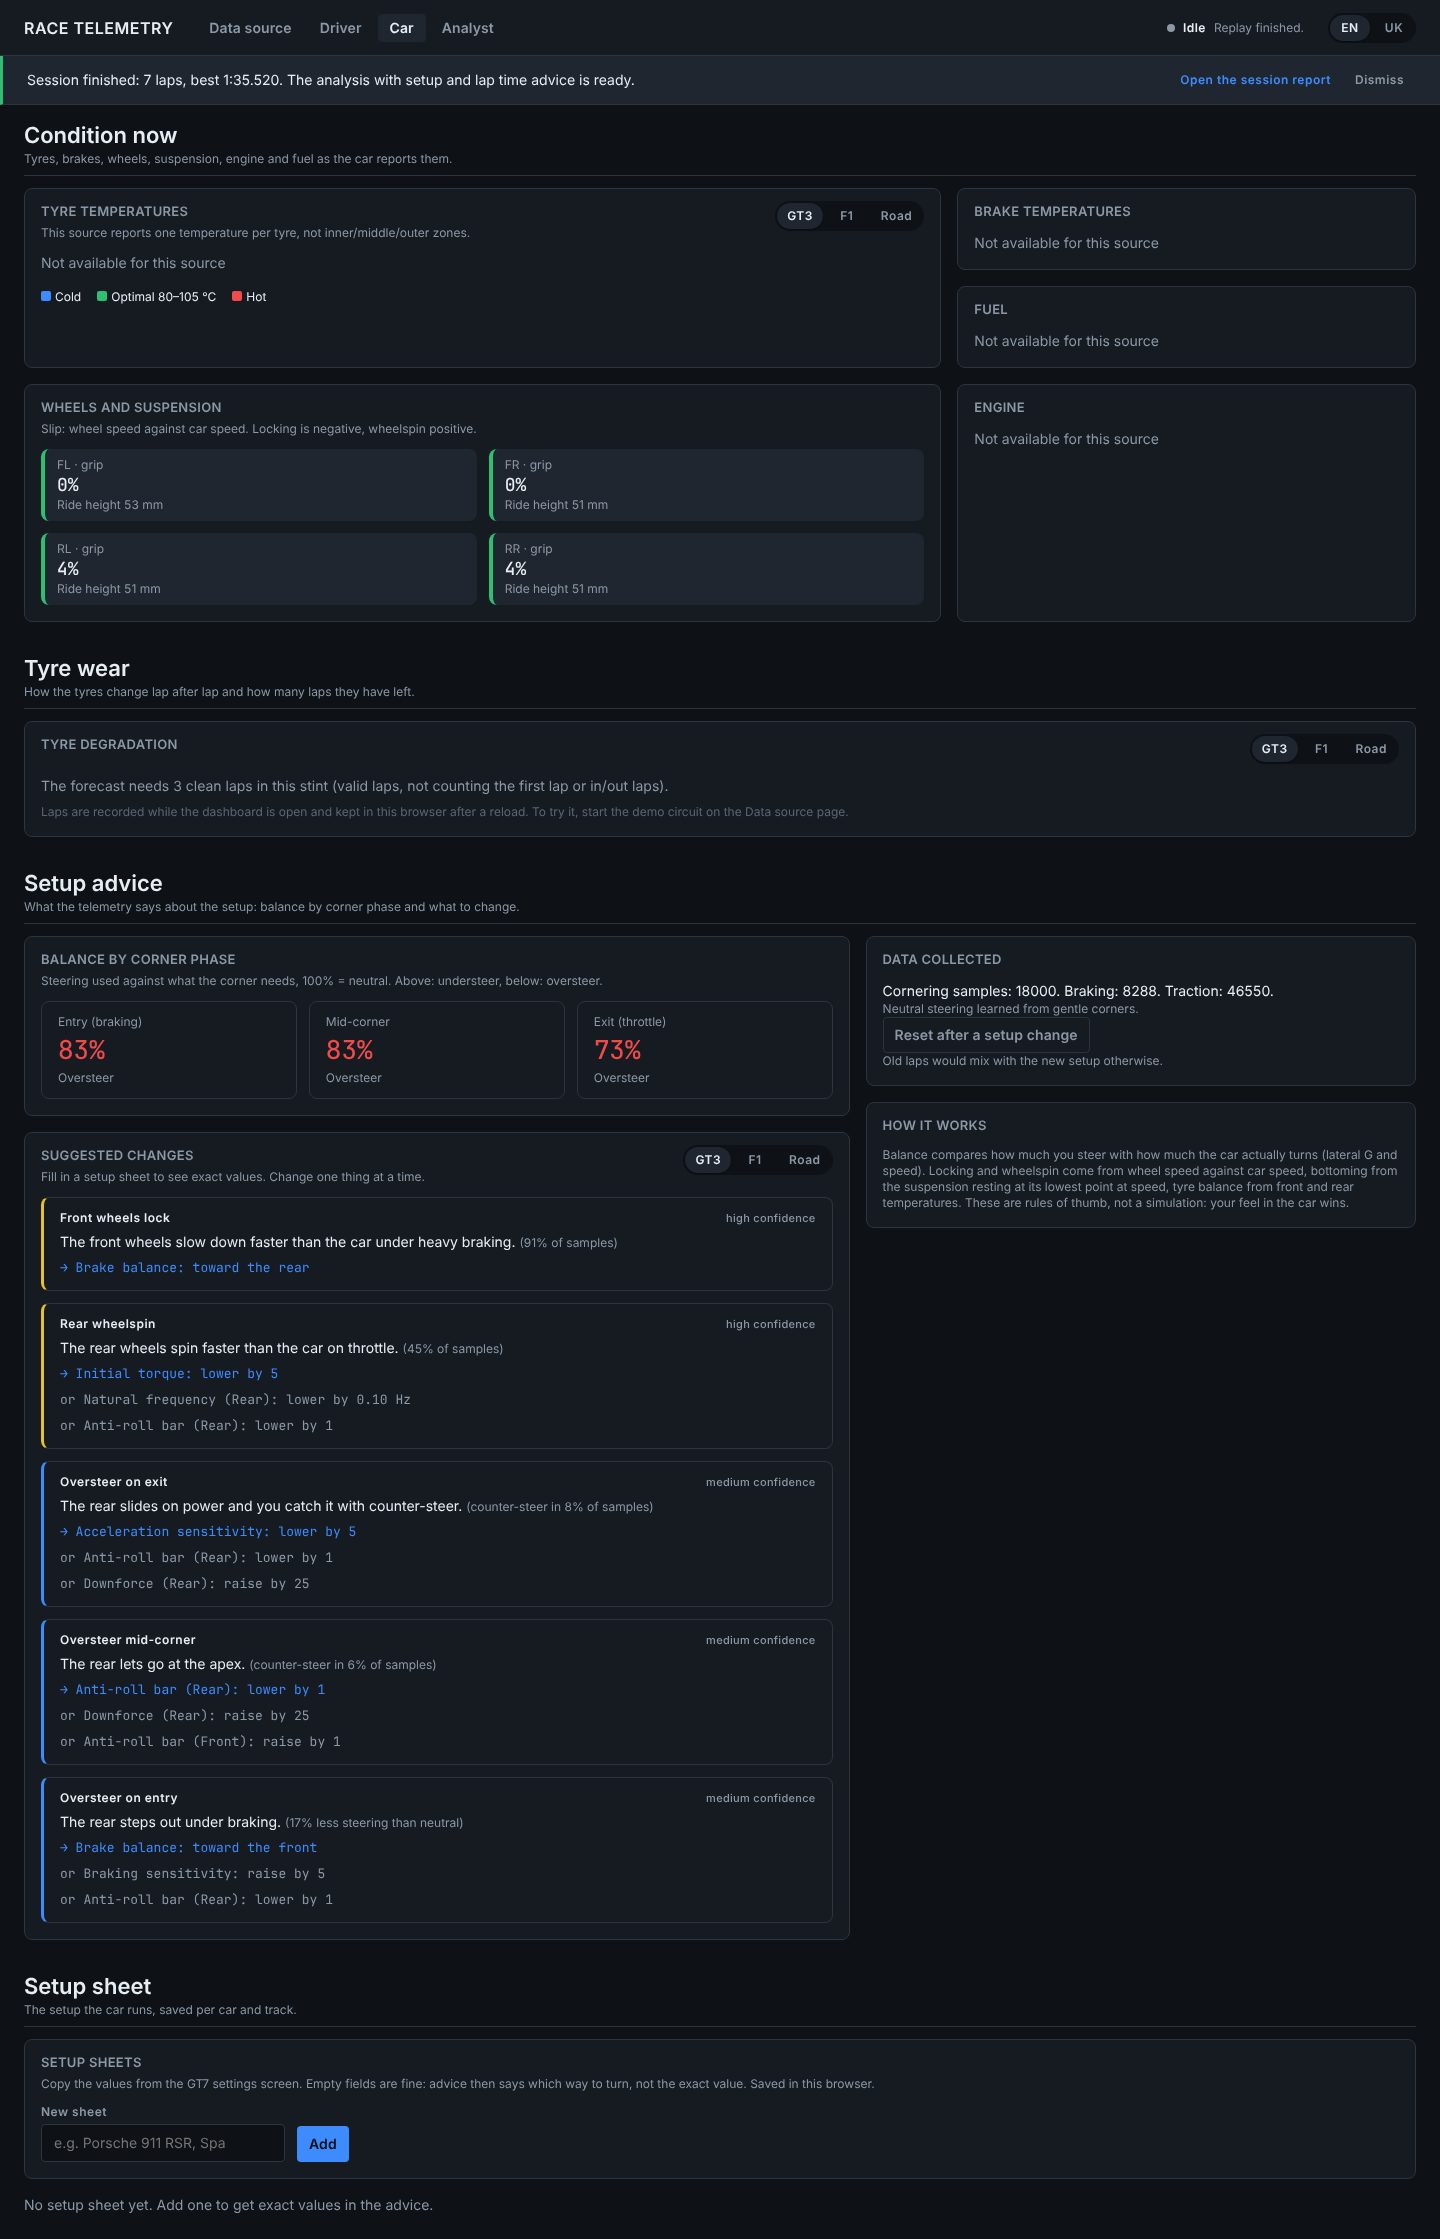 RACE TELEMETRY
Data source
Driver
Car
Analyst
Idle
Replay finished.
EN
UK
Session finished: 7 laps, best 1:35.520. The analysis with setup and lap time advice is ready.
Open the session report
Dismiss
Condition now
Tyres, brakes, wheels, suspension, engine and fuel as the car reports them.
TYRE TEMPERATURES
GT3
F1
Road
This source reports one temperature per tyre, not inner/middle/outer zones.
Not available for this source
Cold
Optimal 80–105 °C
Hot
BRAKE TEMPERATURES
Not available for this source
FUEL
Not available for this source
WHEELS AND SUSPENSION
Slip: wheel speed against car speed. Locking is negative, wheelspin positive.
FL · grip
0%
Ride height 53 mm
FR · grip
0%
Ride height 51 mm
RL · grip
4%
Ride height 51 mm
RR · grip
4%
Ride height 51 mm
ENGINE
Not available for this source
Tyre wear
How the tyres change lap after lap and how many laps they have left.
TYRE DEGRADATION
GT3
F1
Road
The forecast needs 3 clean laps in this stint (valid laps, not counting the first lap or in/out laps).
Laps are recorded while the dashboard is open and kept in this browser after a reload. To try it, start the demo circuit on the Data source page.
Setup advice
What the telemetry says about the setup: balance by corner phase and what to change.
BALANCE BY CORNER PHASE
Steering used against what the corner needs, 100% = neutral. Above: understeer, below: oversteer.
Entry (braking)
83%
Oversteer
Mid-corner
83%
Oversteer
Exit (throttle)
73%
Oversteer
DATA COLLECTED
Cornering samples: 18000. Braking: 8288. Traction: 46550.
Neutral steering learned from gentle corners.
Reset after a setup change
Old laps would mix with the new setup otherwise.
HOW IT WORKS
Balance compares how much you steer with how much the car actually turns (lateral G and
speed). Locking and wheelspin come from wheel speed against car speed, bottoming from
the suspension resting at its lowest point at speed, tyre balance from front and rear
temperatures. These are rules of thumb, not a simulation: your feel in the car wins.
SUGGESTED CHANGES
GT3
F1
Road
Fill in a setup sheet to see exact values. Change one thing at a time.
Front wheels lock
high confidence
The front wheels slow down faster than the car under heavy braking. (91% of samples)
→ Brake balance: toward the rear
Rear wheelspin
high confidence
The rear wheels spin faster than the car on throttle. (45% of samples)
→ Initial torque: lower by 5
or Natural frequency (Rear): lower by 0.10 Hz
or Anti-roll bar (Rear): lower by 1
Oversteer on exit
medium confidence
The rear slides on power and you catch it with counter-steer. (counter-steer in 8% of samples)
→ Acceleration sensitivity: lower by 5
or Anti-roll bar (Rear): lower by 1
or Downforce (Rear): raise by 25
Oversteer mid-corner
medium confidence
The rear lets go at the apex. (counter-steer in 6% of samples)
→ Anti-roll bar (Rear): lower by 1
or Downforce (Rear): raise by 25
or Anti-roll bar (Front): raise by 1
Oversteer on entry
medium confidence
The rear steps out under braking. (17% less steering than neutral)
→ Brake balance: toward the front
or Braking sensitivity: raise by 5
or Anti-roll bar (Rear): lower by 1
Setup sheet
The setup the car runs, saved per car and track.
SETUP SHEETS
Copy the values from the GT7 settings screen. Empty fields are fine: advice then says which way to turn, not the exact value. Saved in this browser.
New sheet
e.g. Porsche 911 RSR, Spa
Add
No setup sheet yet. Add one to get exact values in the advice.